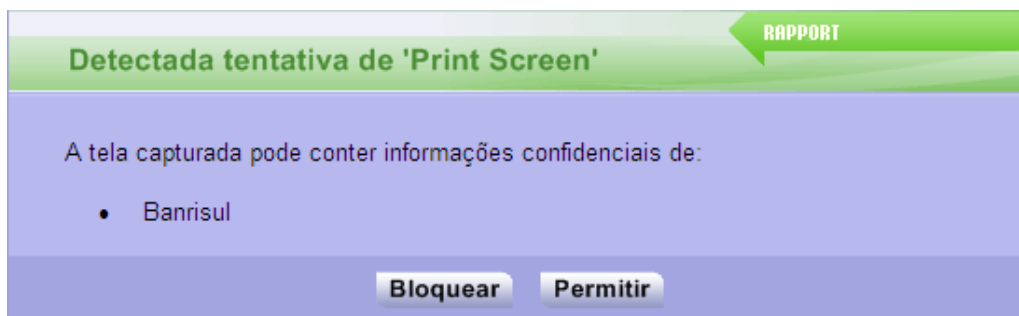 RAPPORT
Detectada tentativa de 'Print Screen'
A tela capturada pode conter informações confidenciais de:
• Banrisul
Bloquear Permitir